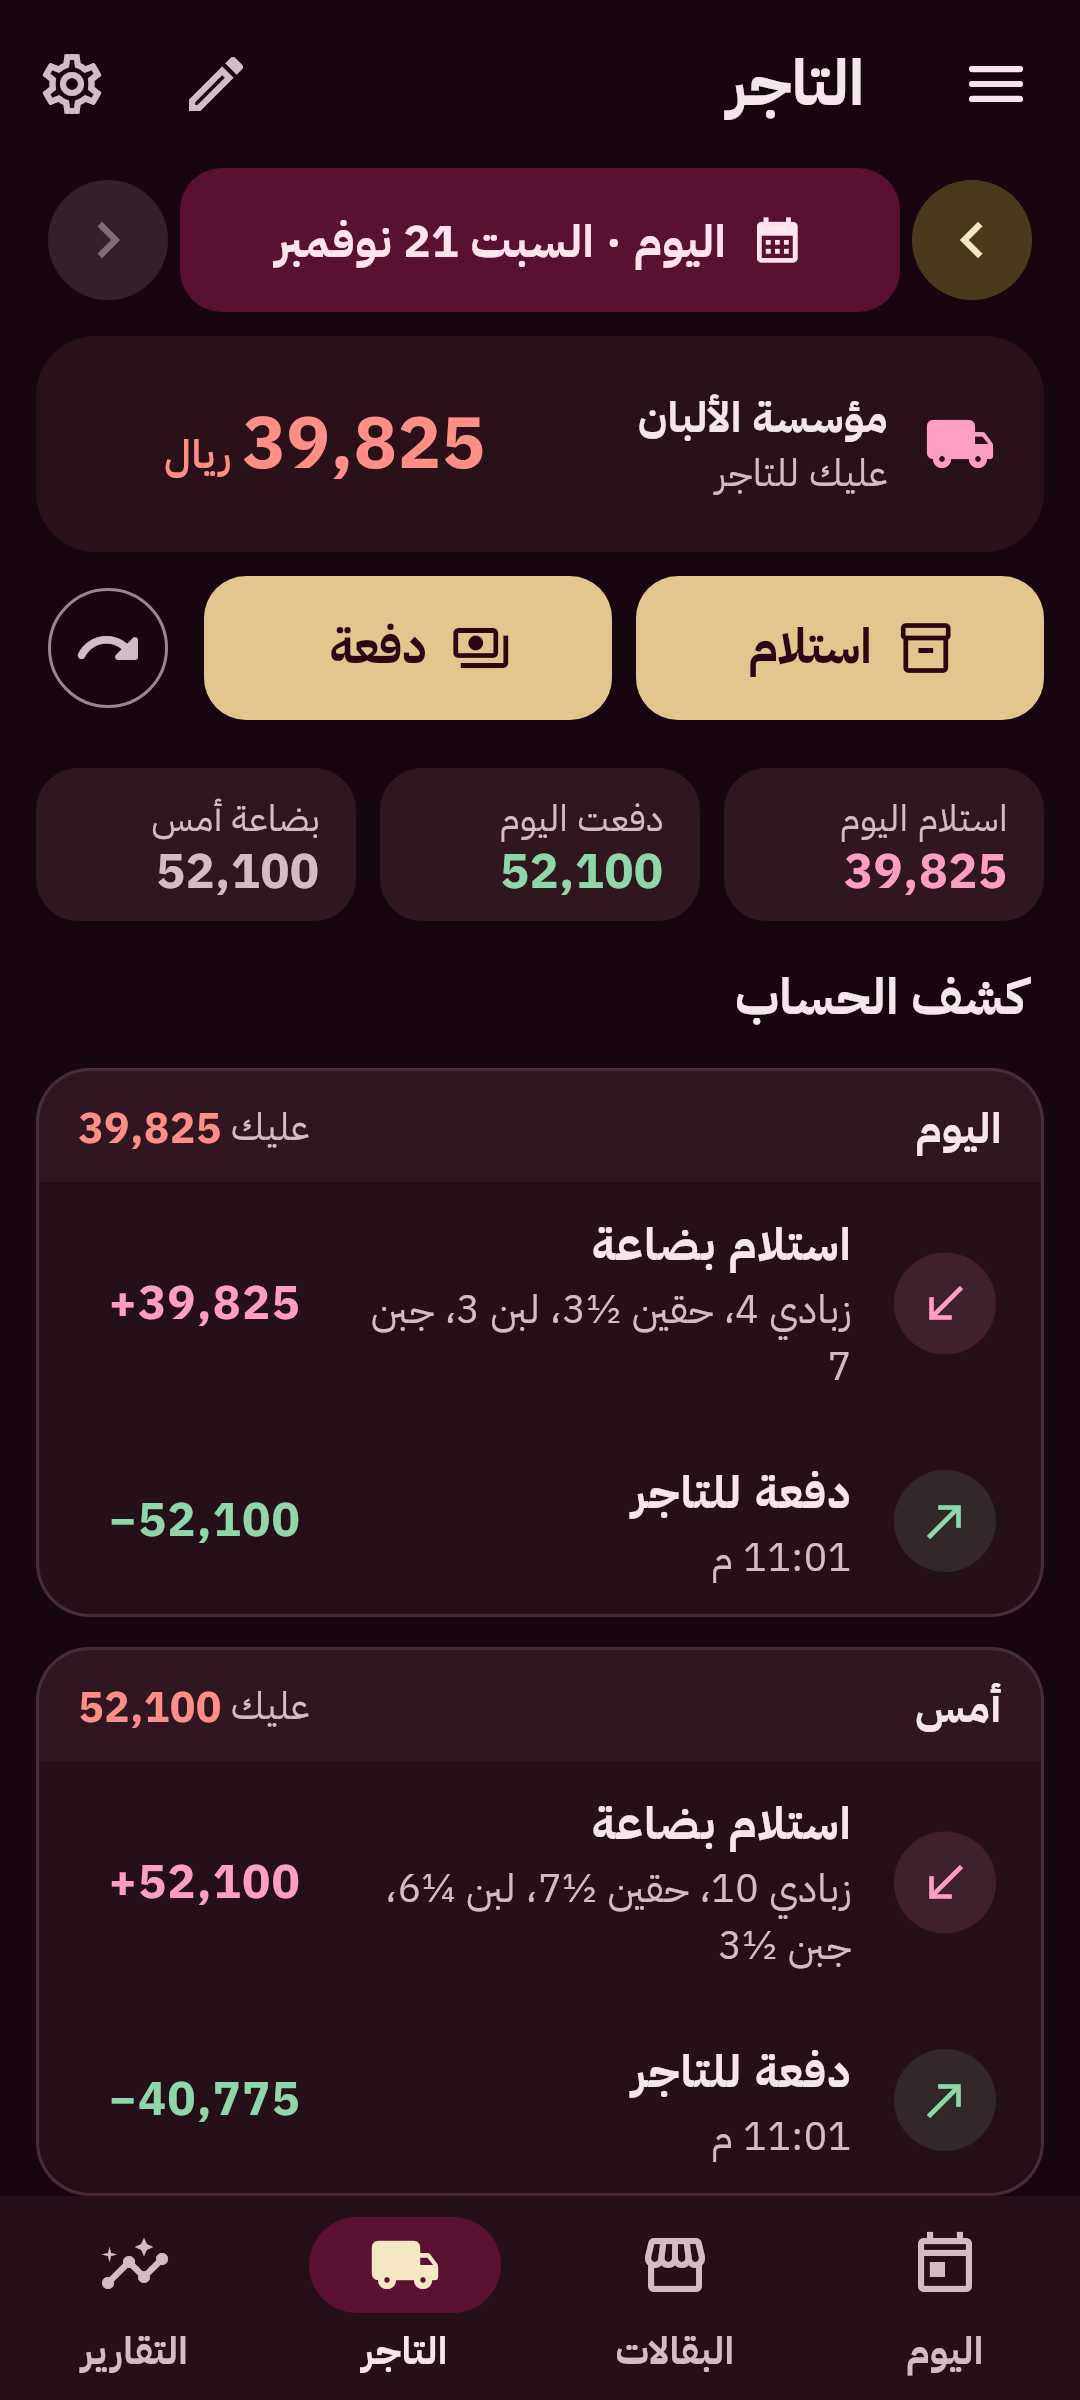 التاجر
اليوم · السبت 21 نوفمبر
مؤسسة الألبان
عليك للتاجر
39,825 ريال
استلام
دفعة
استلام اليوم
39,825
دفعت اليوم
52,100
بضاعة أمس
52,100
كشف الحساب
اليوم
عليك 39,825
استلام بضاعة
زبادي 4، حقين 3½، لبن 3، جبن
7
+39,825
دفعة للتاجر
11:01 م
−52,100
أمس
عليك 52,100
استلام بضاعة
زبادي 10، حقين 7½، لبن 6¼،
جبن 3½
+52,100
دفعة للتاجر
11:01 م
−40,775
اليوم
البقالات
التاجر
التقارير